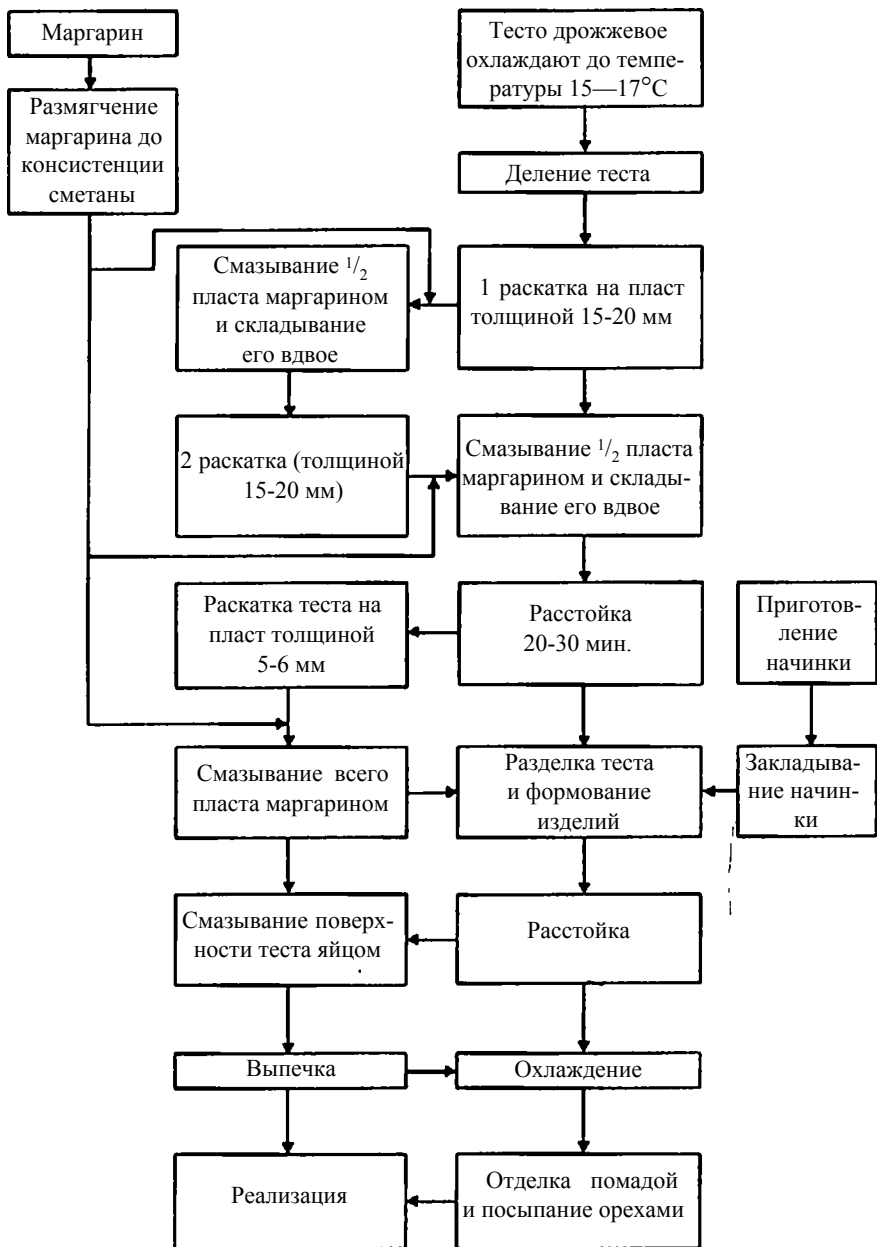 Маргарин
Размягчение
маргарина до
консистенции
сметаны
Тесто дрожжевое
охлаждают до темпе-
ратуры 15—17°С
Деление теста
1 раскатка на пласт
толщиной 15-20 мм
Смазывание 1/2
пласта маргарином
и складывание
его вдвое
2 раскатка (толщиной
15-20 мм)
Смазывание 1/2 пласта
маргарином и склады-
вание его вдвое
Расстойка
20-30 мин.
Раскатка теста на
пласт толщиной
5-6 мм
Приготов-
ление
начинки
Смазывание всего
пласта маргарином
Разделка теста
и формование
изделий
Закладыва-
ние начин-
ки
Расстойка
Смазывание поверх-
ности теста яйцом
Выпечка
Охлаждение
Отделка помадой
и посыпание орехами
Реализация